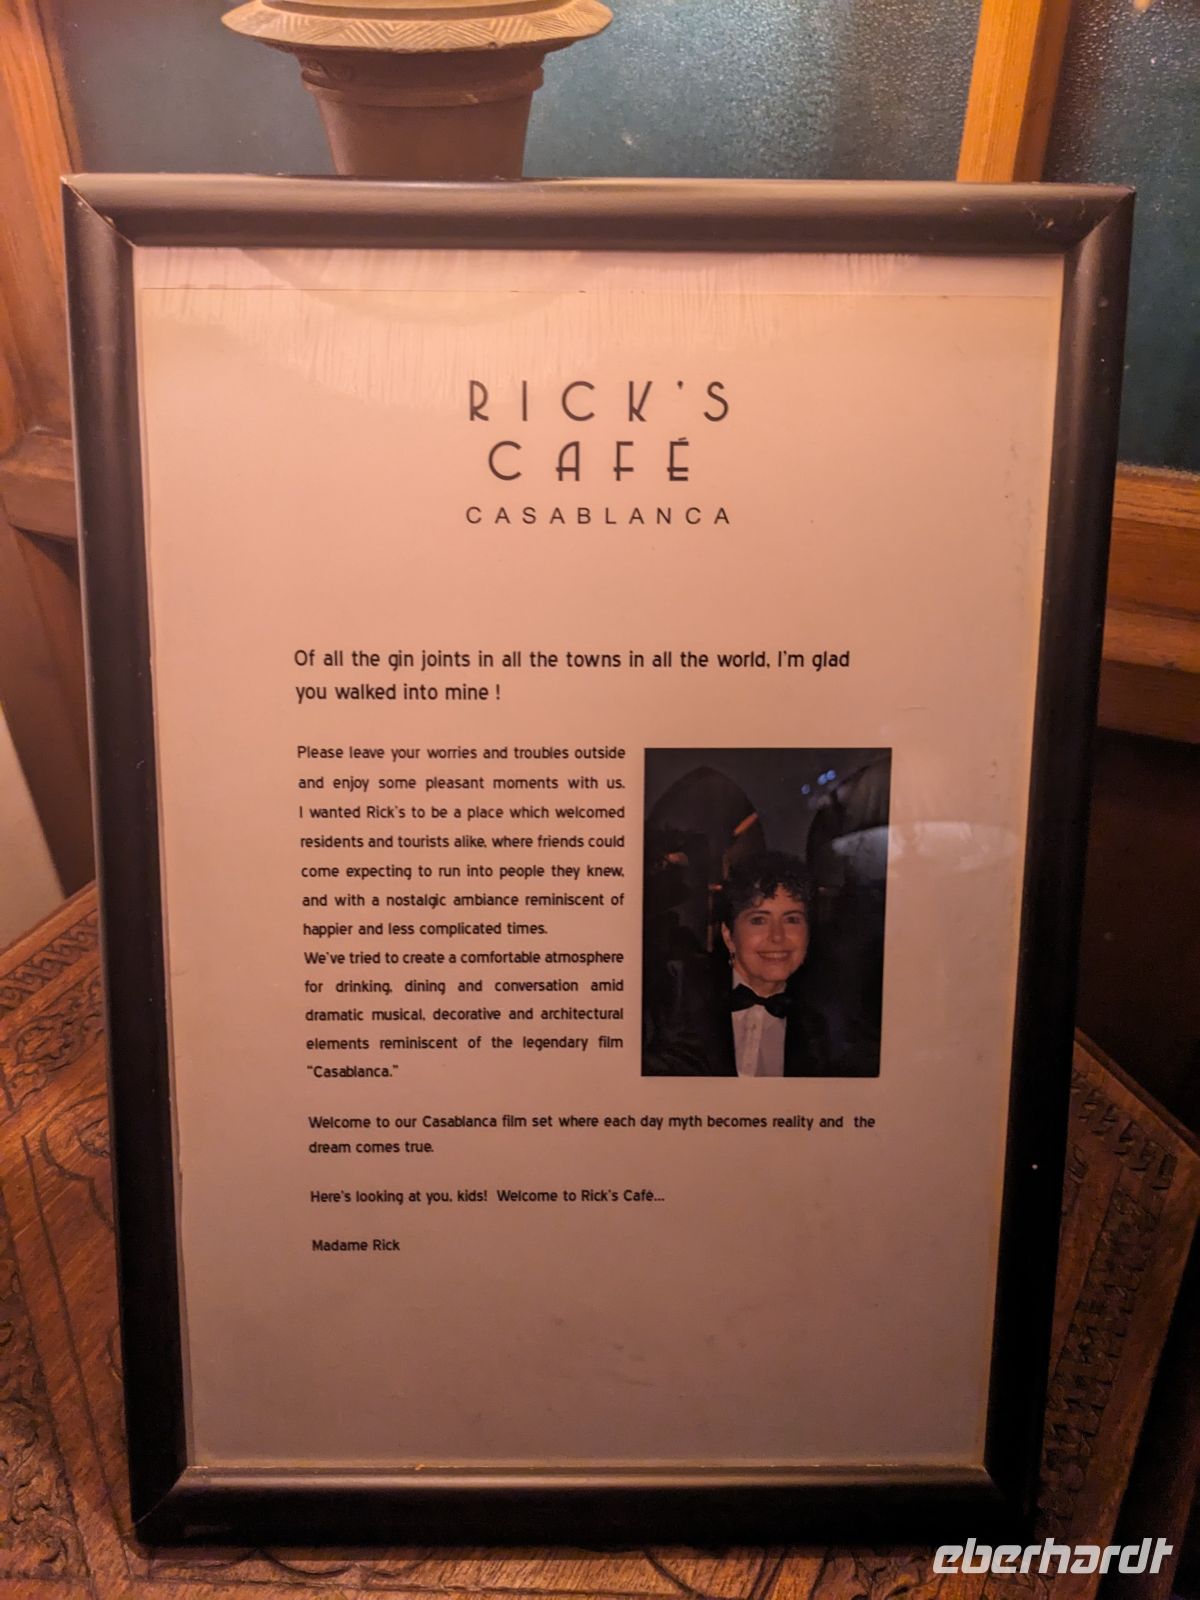 RICK'S
CAFÉ
CASABLANCA
Of all the gin joints in all the towns in all the world, I'm glad
you walked into mine !
Please leave your worries and troubles outside
and enjoy some pleasant moments with us.
I wanted Rick's to be a place which welcomed
residents and tourists alike, where friends could
come expecting to run into people they knew,
and with a nostalgic ambiance reminiscent of
happier and less complicated times.
We've tried to create a comfortable atmosphere
for drinking, dining and conversation amid
dramatic musical, decorative and architectural
elements reminiscent of the legendary film
"Casablanca."
Welcome to our Casablanca film set where each day myth becomes reality and the
dream comes true.
Here's looking at you, kids! Welcome to Rick's Café...
Madame Rick
eberhardt